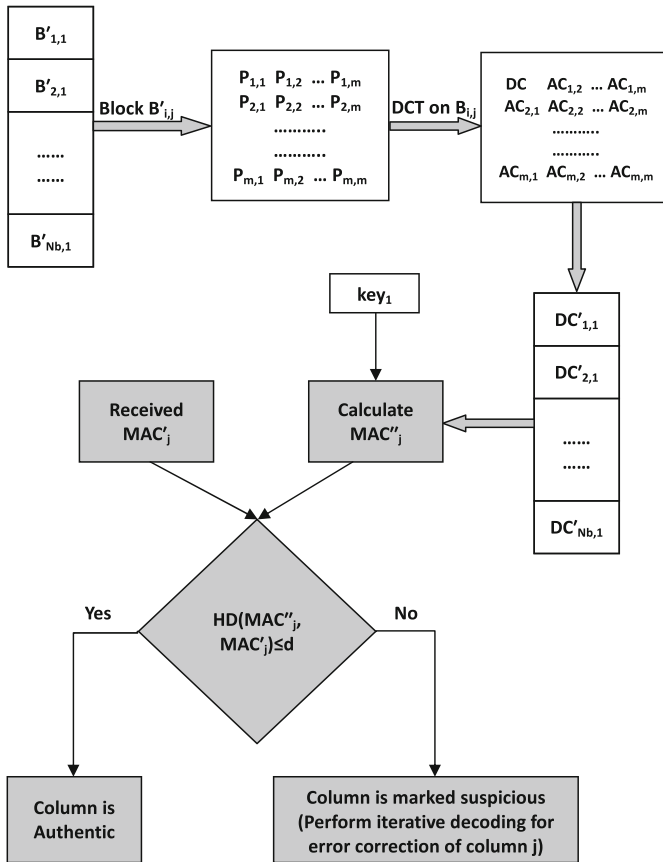 B′1,1
B′2,1
......
......
B′Nb,1
Block B′i,j
P1,1 P1,2 ... P1,m
P2,1 P2,2 ... P2,m
...........
...........
Pm,1 Pm,2 ... Pm,m
DCT on Bi,j
DC AC1,2 ... AC1,m
AC2,1 AC2,2 ... AC2,m
...........
...........
ACm,1 ACm,2 ... ACm,m
key1
DC′1,1
DC′2,1
......
......
DC′Nb,1
Received
MAC′j
Calculate
MAC″j
HD(MAC″j,
MAC′j)≤d
Yes
No
Column is
Authentic
Column is marked suspicious
(Perform iterative decoding for
error correction of column j)